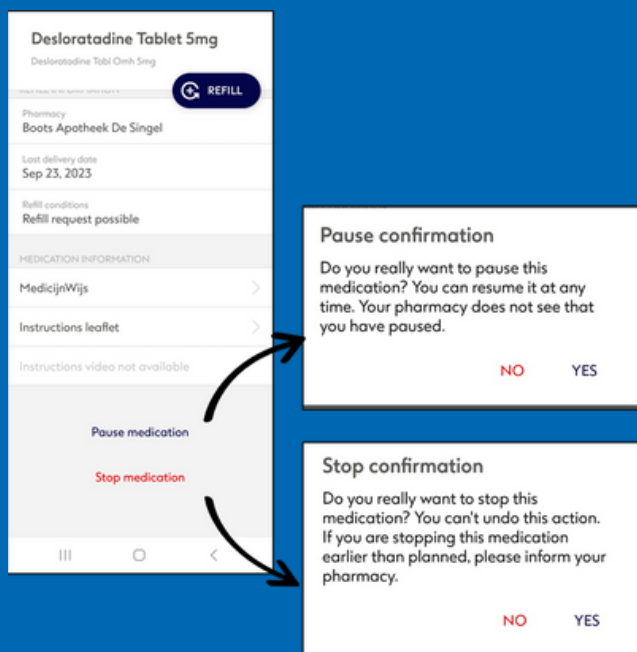 Desloratadine Tablet 5mg
Desloratadine Tabl Omh 5mg
REFILL INFORMATION
REFILL
Pharmacy
Boots Apotheek De Singel
Last delivery date
Sep 23, 2023
Refill conditions
Refill request possible
MEDICATION INFORMATION
MedicijnWijs
Instructions leaflet
Instructions video not available
Pause medication
Stop medication
Pause confirmation
Do you really want to pause this
medication? You can resume it at any
time. Your pharmacy does not see that
you have paused.
NO YES
Stop confirmation
Do you really want to stop this
medication? You can't undo this action.
If you are stopping this medication
earlier than planned, please inform your
pharmacy.
NO YES